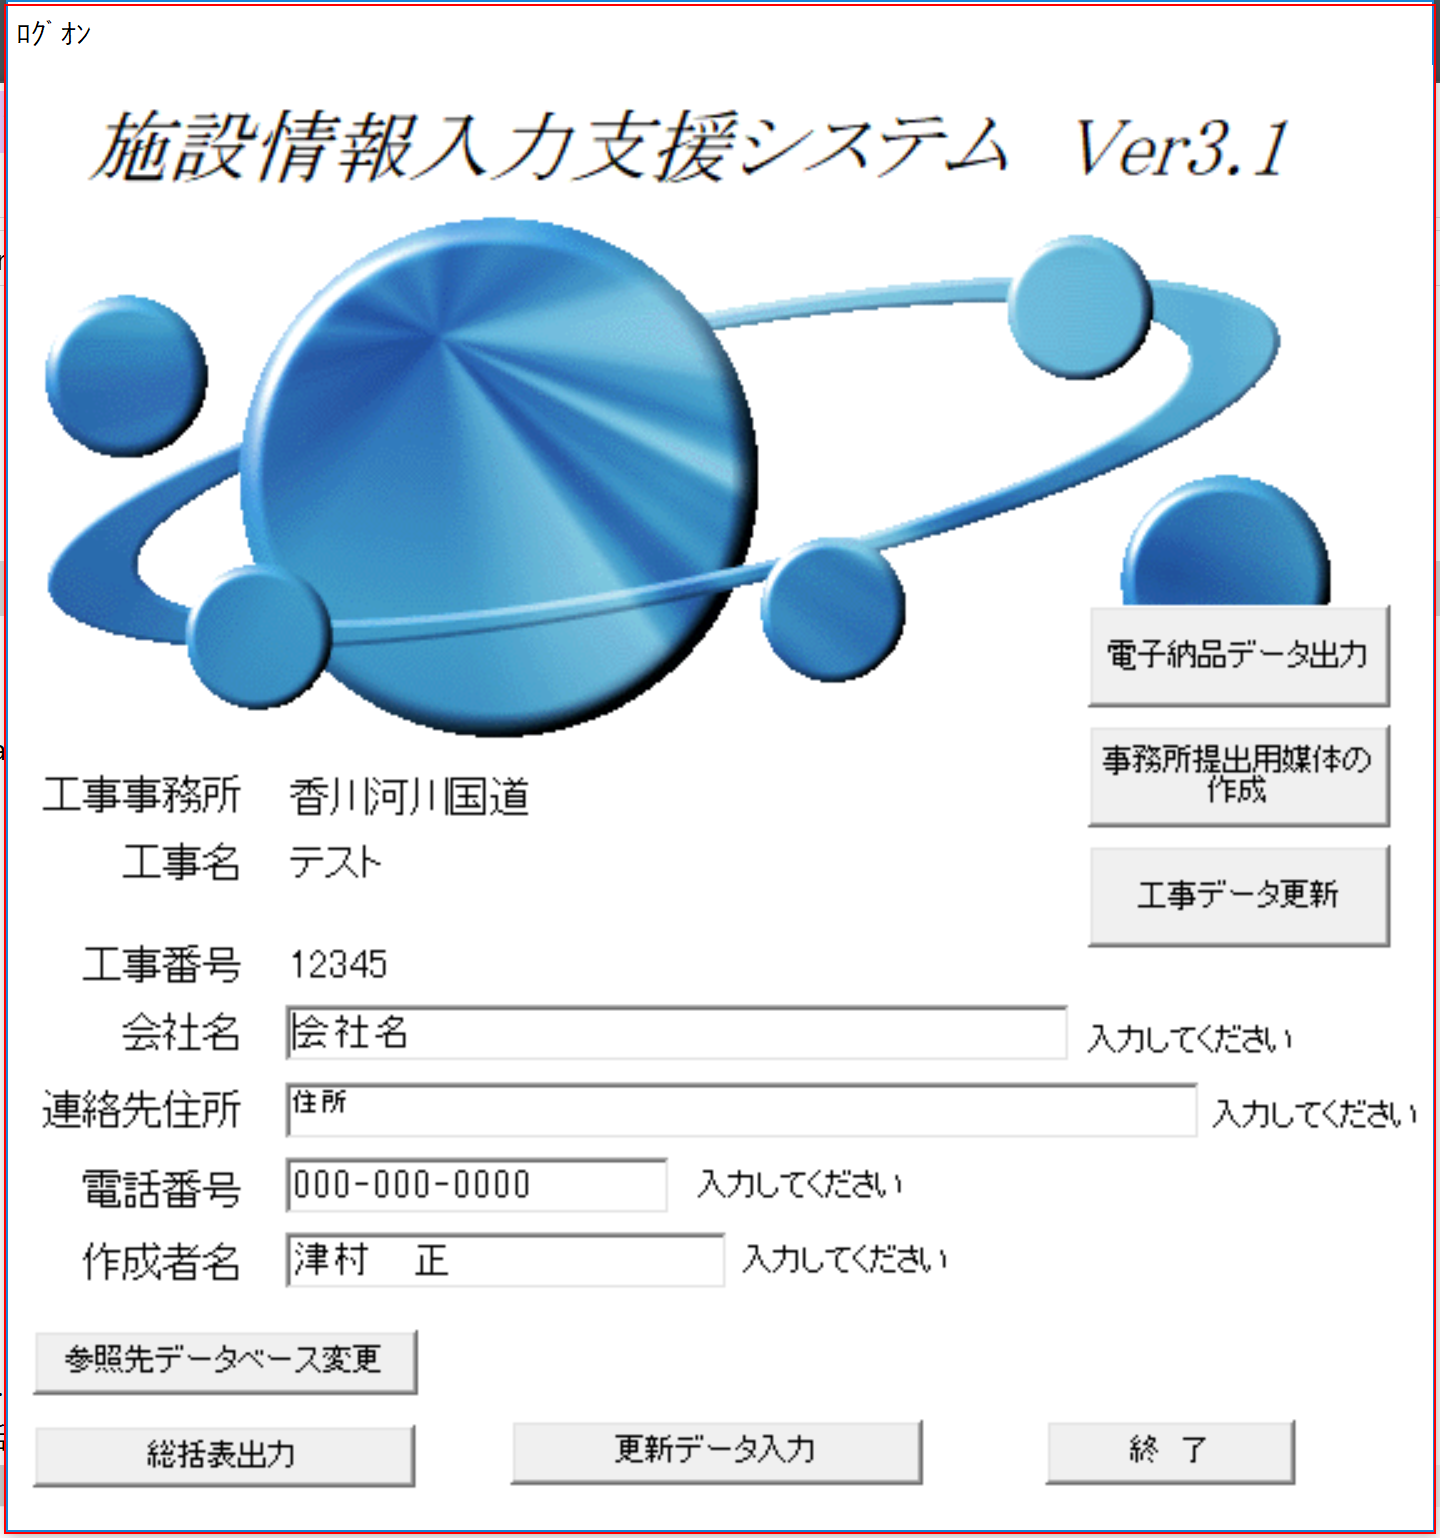 ﾛｸﾞｵﾝ
施設情報入力支援システム Ver3.1
電子納品データ出力
事務所提出用媒体の
作成
工事事務所 香川河川国道
工事名 テスト
工事データ更新
工事番号 12345
会社名 会社名 入力してください
連絡先住所 住所 入力してください
電話番号 000-000-0000 入力してください
作成者名 津村　正 入力してください
参照先データベース変更
総括表出力 更新データ入力 終 了